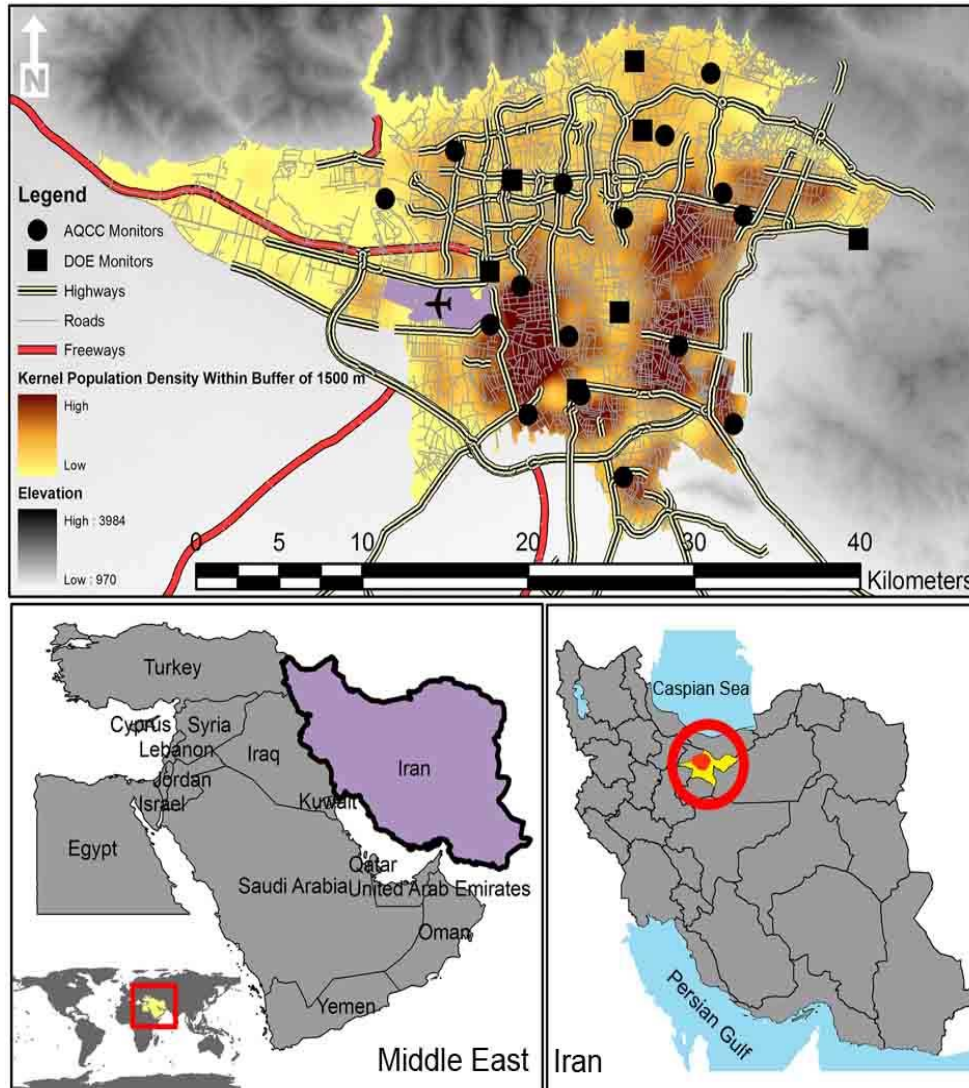 N
Legend
AQCC Monitors
DOE Monitors
Highways
Roads
Freeways
Kernel Population Density Within Buffer of 1500 m
High
Low
Elevation
High : 3984
Low : 970
0 5 10 20 30 40
Kilometers
Turkey
Cyprus
Syria
Lebanon
Iraq
Iran
Jordan
Israel
Kuwait
Egypt
Qatar
Saudi Arabia
United Arab Emirates
Oman
Yemen
Middle East
Caspian Sea
Persian Gulf
Iran